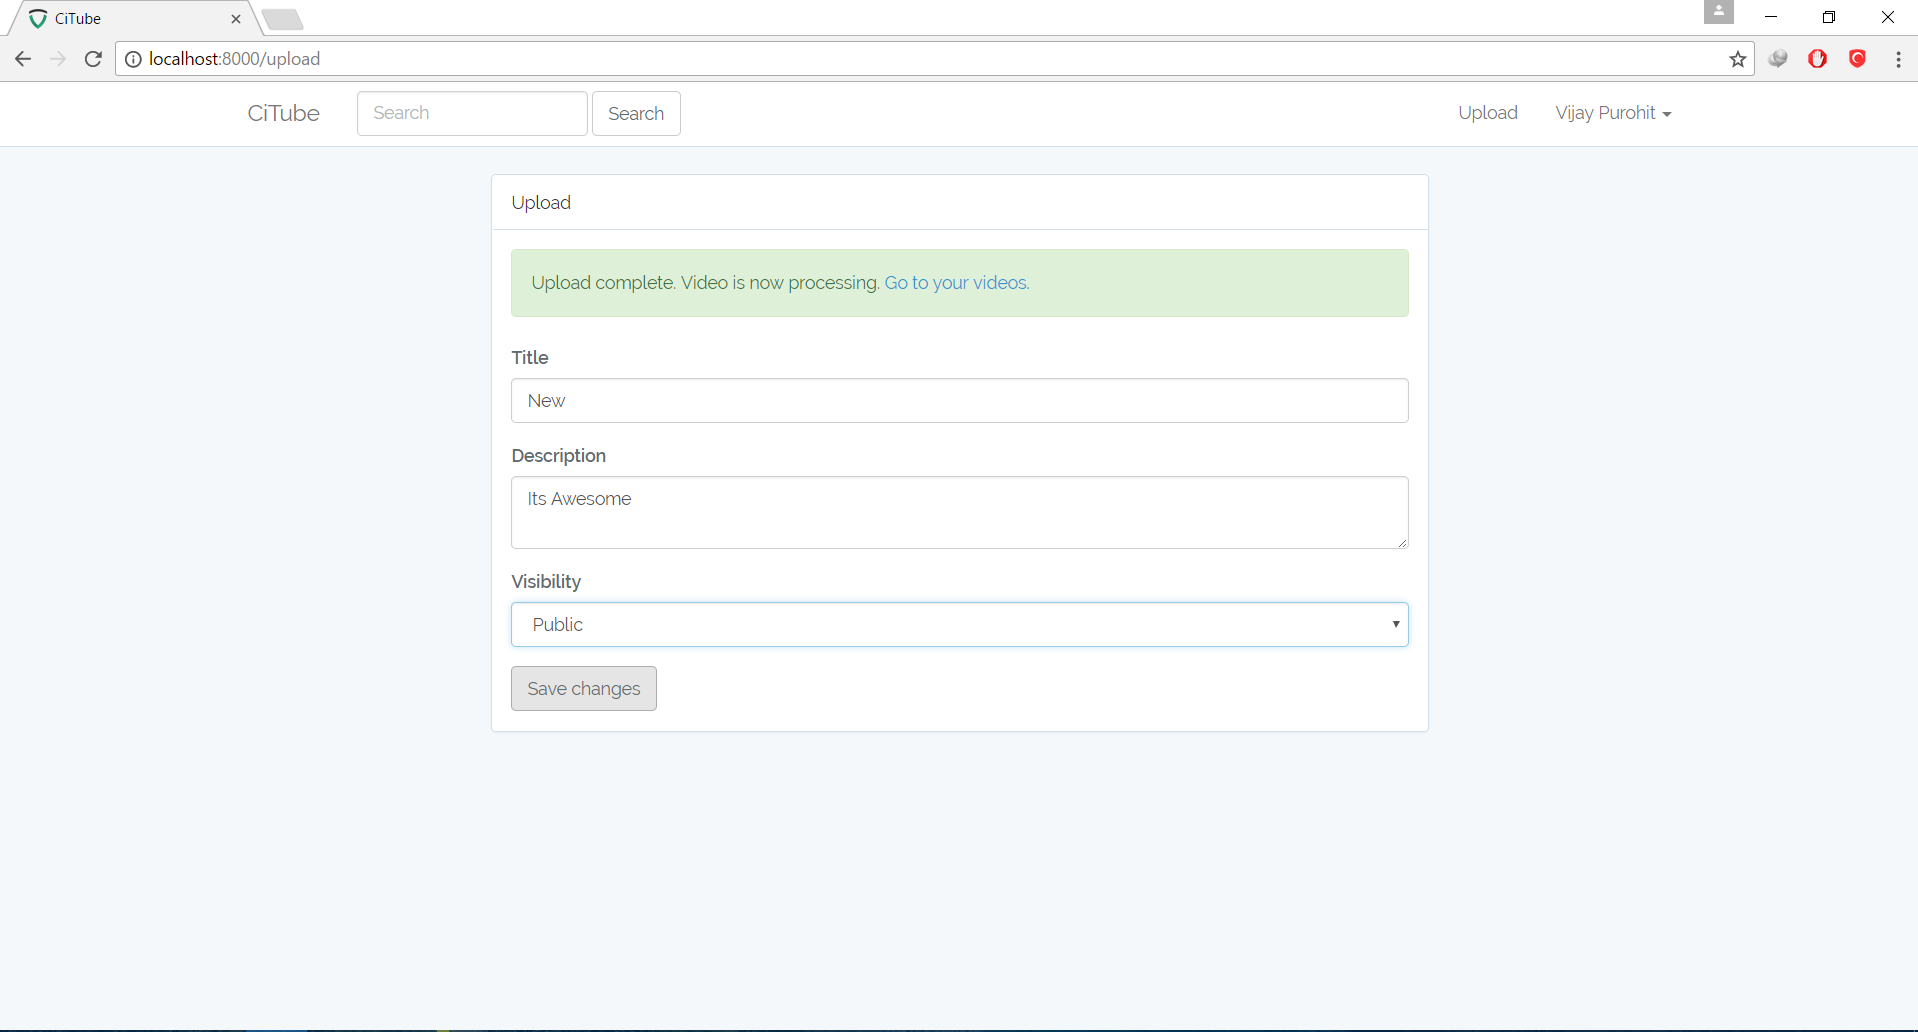 CiTube
localhost:8000/upload
CiTube Search Search Upload Vijay Purohit
Upload
Upload complete. Video is now processing. Go to your videos.
Title
New
Description
Its Awesome
Visibility
Public
Save changes